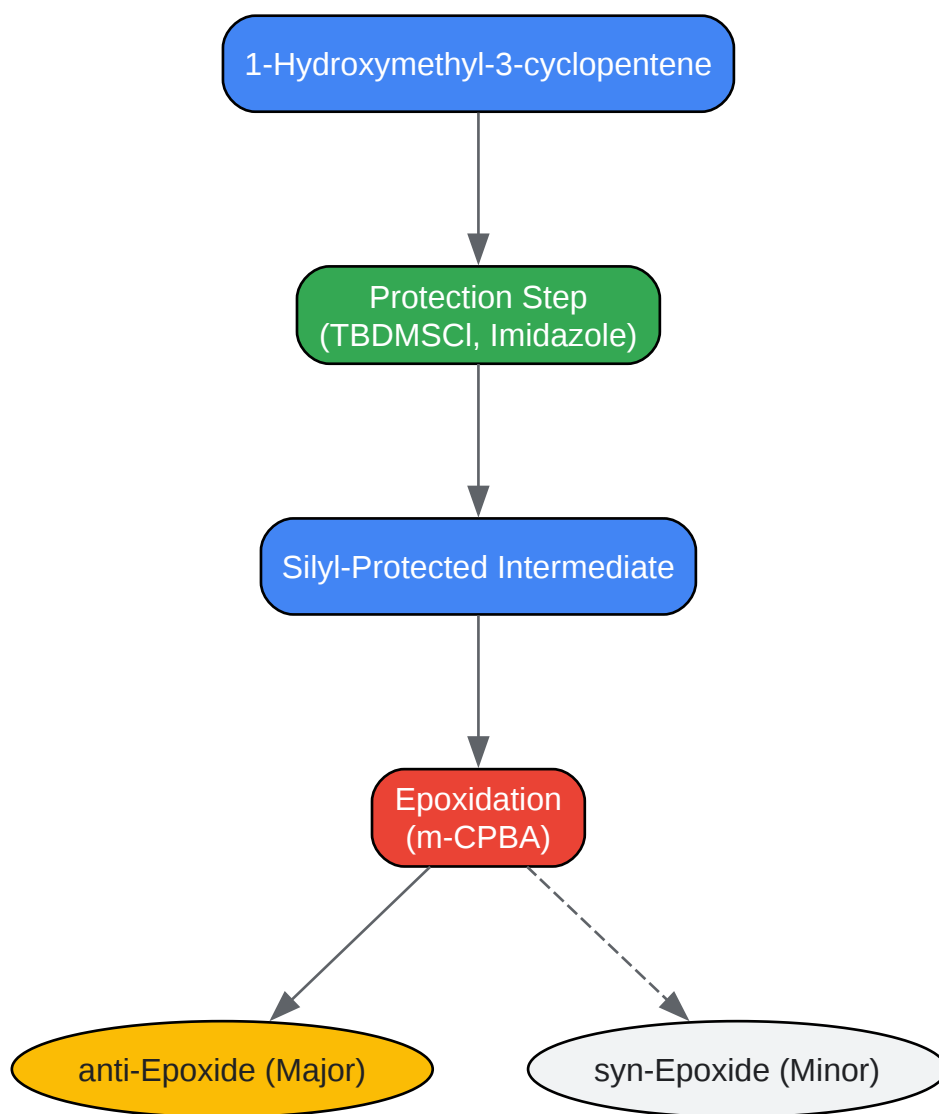 1-Hydroxymethyl-3-cyclopentene
Protection Step
(TBDMSCl, Imidazole)
Silyl-Protected Intermediate
Epoxidation
(m-CPBA)
anti-Epoxide (Major)
syn-Epoxide (Minor)